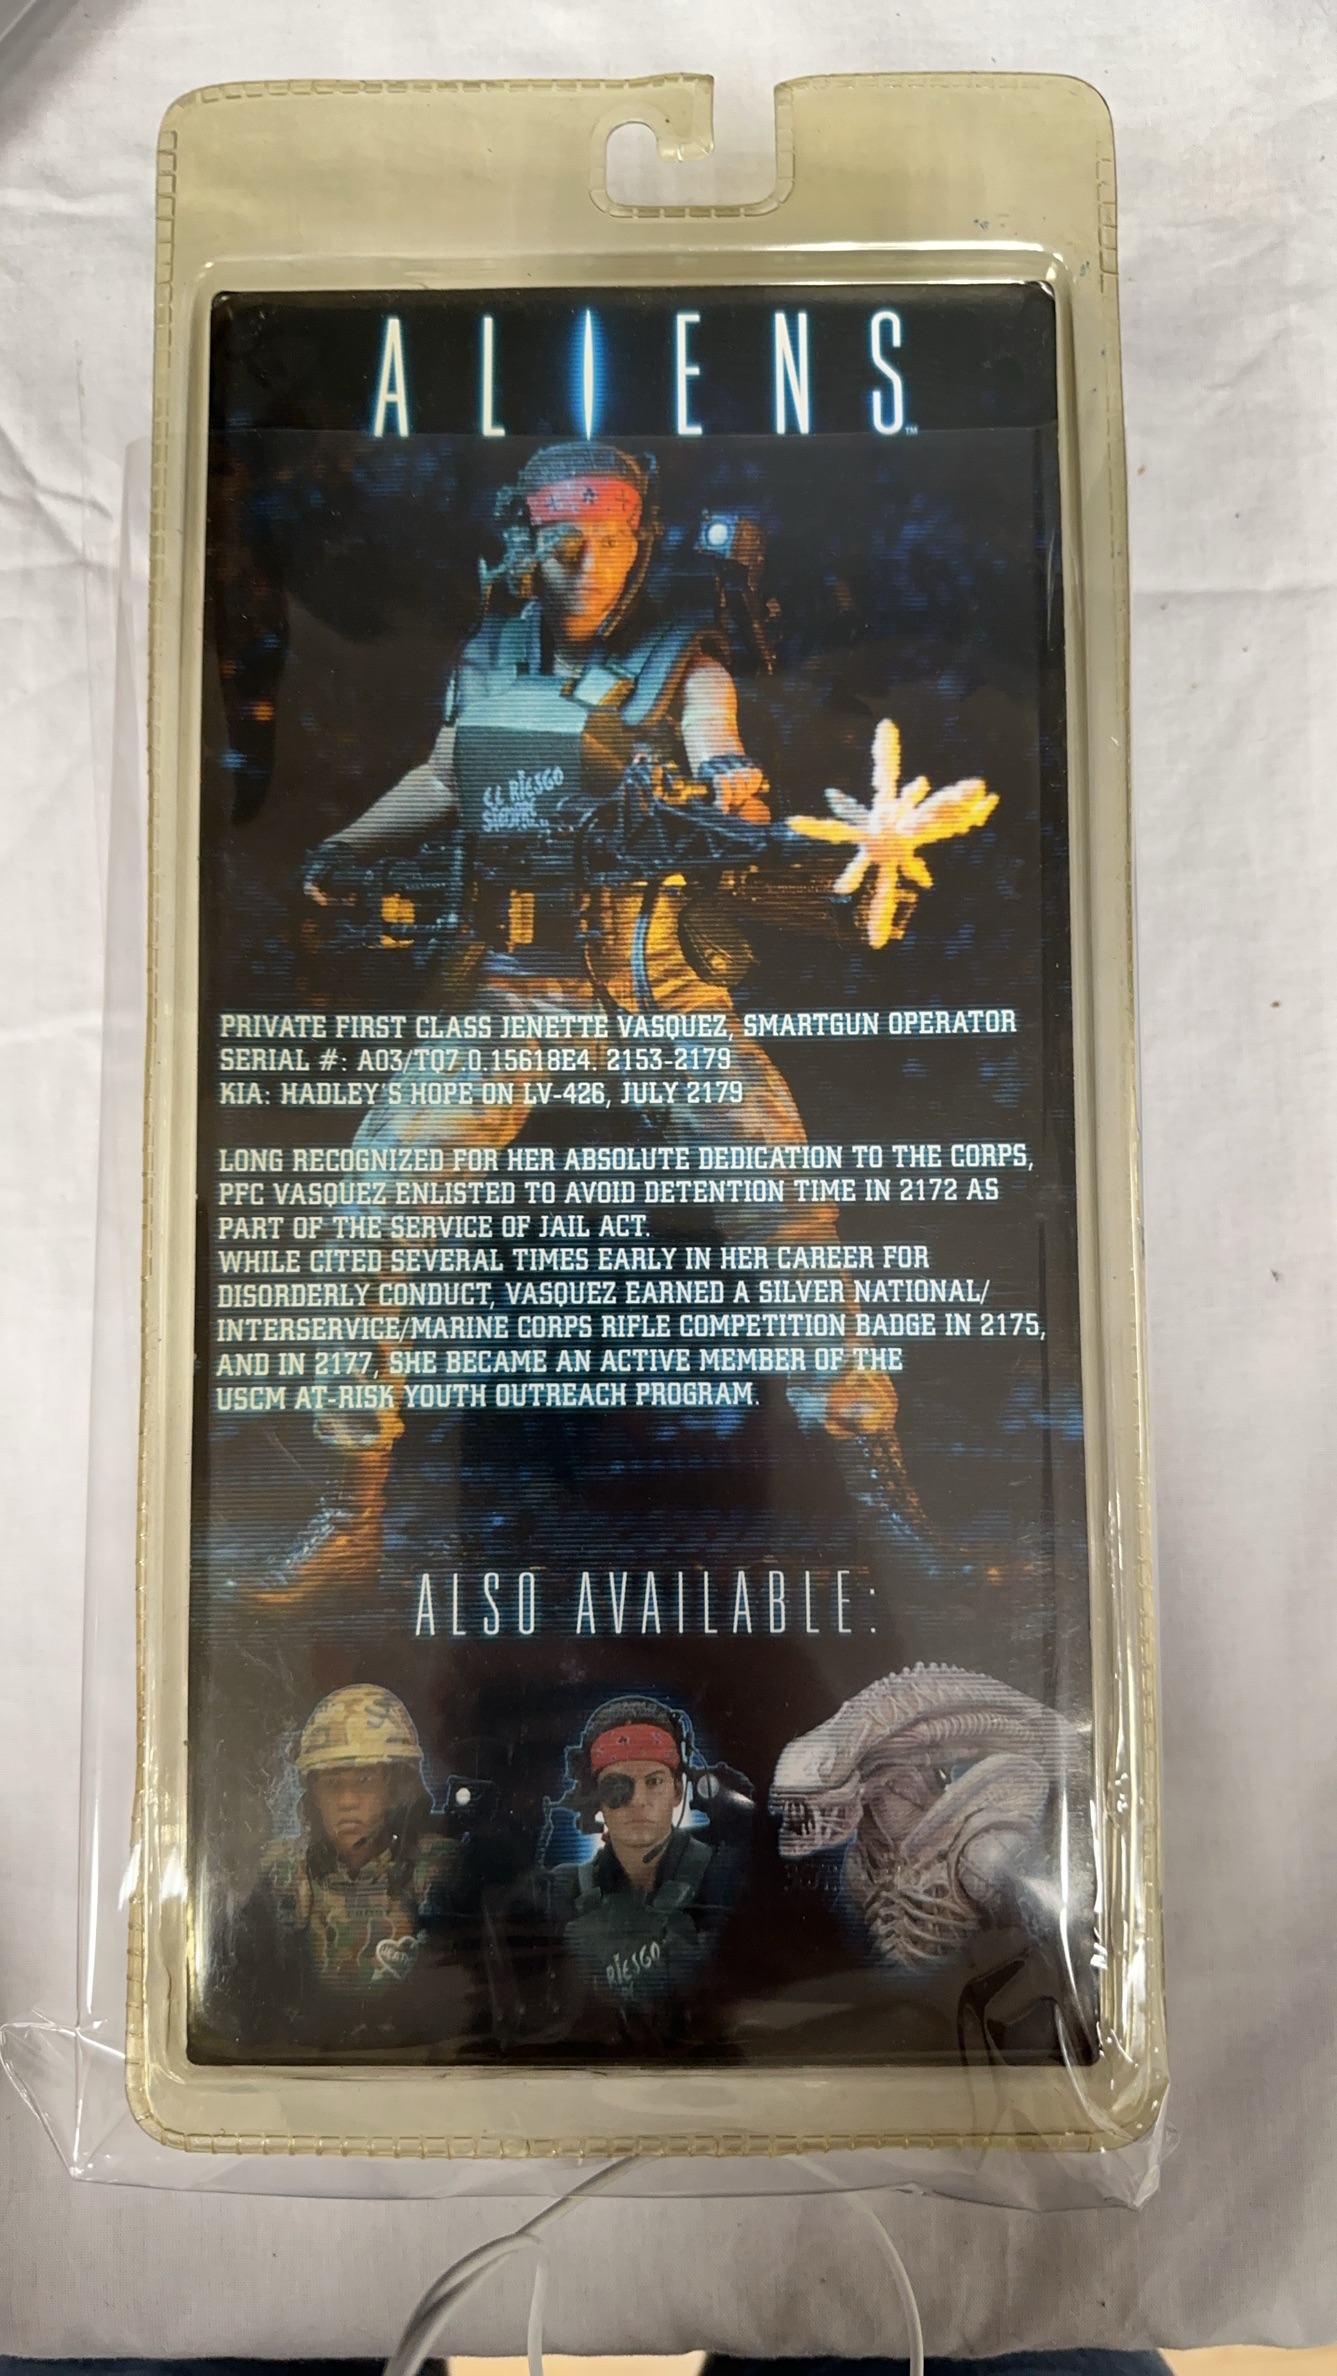 ALIENS™
EL RIESGO
SIEMPRE
PRIVATE FIRST CLASS JENETTE VASQUEZ, SMARTGUN OPERATOR
SERIAL #: A03/TQ7.0.15618E4. 2153-2179
KIA: HADLEY'S HOPE ON LV-426, JULY 2179
LONG RECOGNIZED FOR HER ABSOLUTE DEDICATION TO THE CORPS,
PFC VASQUEZ ENLISTED TO AVOID DETENTION TIME IN 2172 AS
PART OF THE SERVICE OF JAIL ACT.
WHILE CITED SEVERAL TIMES EARLY IN HER CAREER FOR
DISORDERLY CONDUCT, VASQUEZ EARNED A SILVER NATIONAL/
INTERSERVICE/MARINE CORPS RIFLE COMPETITION BADGE IN 2175,
AND IN 2177, SHE BECAME AN ACTIVE MEMBER OF THE
USCM AT-RISK YOUTH OUTREACH PROGRAM.
ALSO AVAILABLE:
HEATH
RIESGO